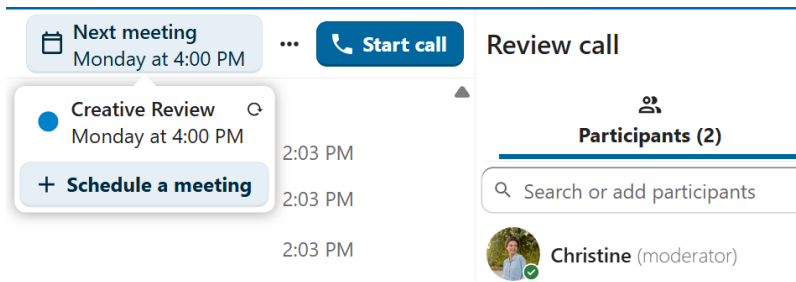 Next meeting
Monday at 4:00 PM
Start call
Review call
Creative Review
Monday at 4:00 PM
Participants (2)
2:03 PM
+ Schedule a meeting
2:03 PM
Search or add participants
2:03 PM
Christine (moderator)